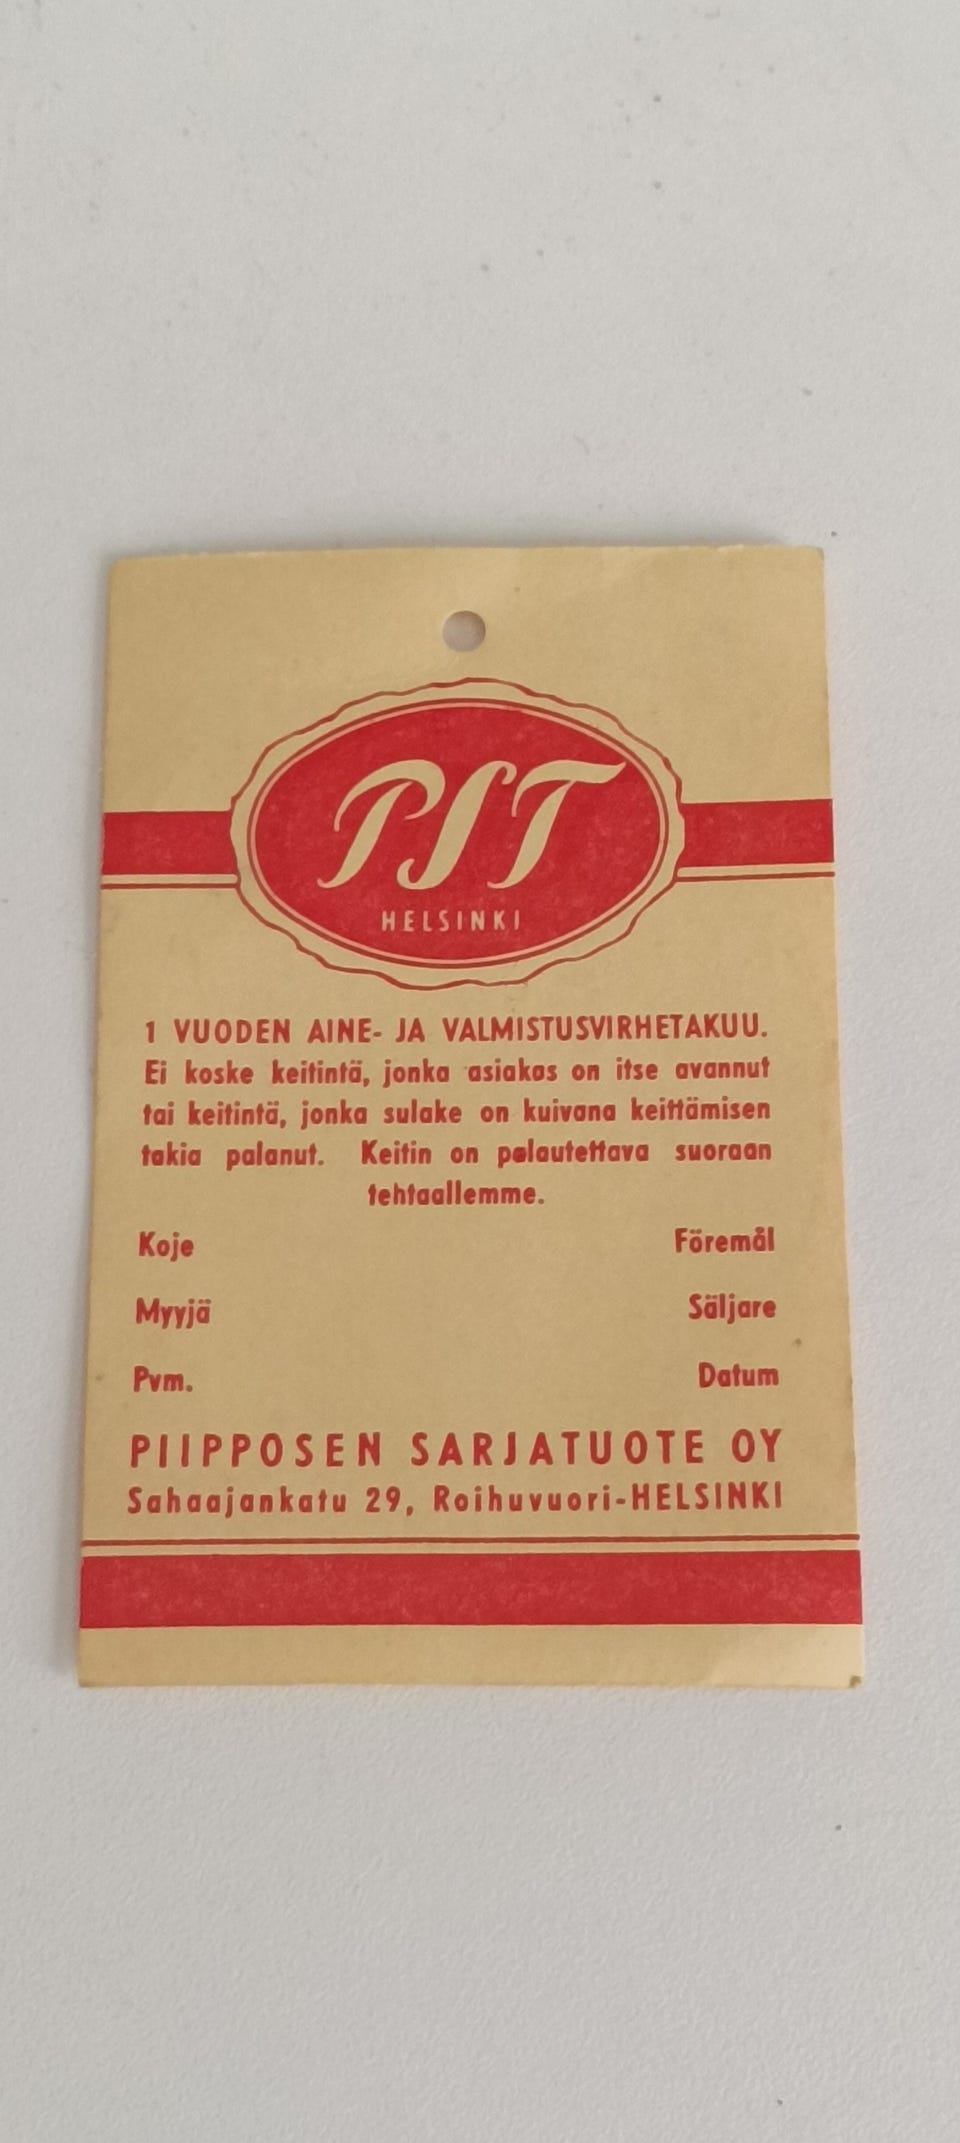 PST
HELSINKI
1 VUODEN AINE- JA VALMISTUSVIRHETAKUU.
Ei koske keitintä, jonka asiakas on itse avannut
tai keitintä, jonka sulake on kuivana keittämisen
takia palanut. Keitin on palautettava suoraan
tehtaallemme.
Koje Föremål
Myyjä Säljare
Pvm. Datum
PIIPPOSEN SARJATUOTE OY
Sahaajankatu 29, Roihuvuori-HELSINKI